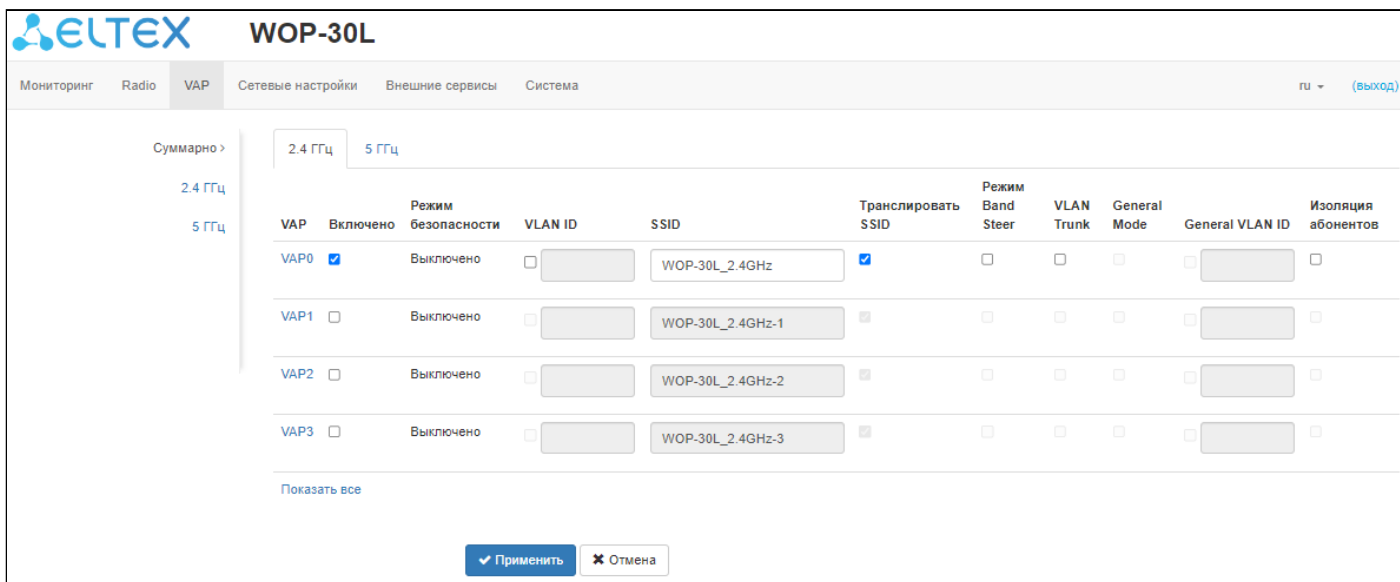 ELTEX WOP-30L
Мониторинг Radio VAP Сетевые настройки Внешние сервисы Система ru (выход)
Суммарно >
2.4 ГГц
5 ГГц
2.4 ГГц 5 ГГц
VAP Включено Режим безопасности VLAN ID SSID Транслировать SSID Режим Band Steer VLAN Trunk General Mode General VLAN ID Изоляция абонентов
VAP0 Выключено WOP-30L_2.4GHz
VAP1 Выключено WOP-30L_2.4GHz-1
VAP2 Выключено WOP-30L_2.4GHz-2
VAP3 Выключено WOP-30L_2.4GHz-3
Показать все
Применить Отмена